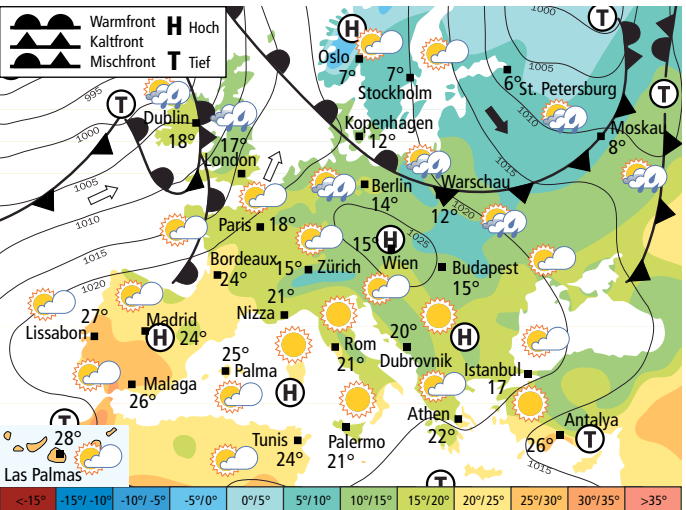 Warmfront
Kaltfront
Mischfront
H Hoch
T Tief
1000
T
H
Oslo
7°
7°
Stockholm
1005
6°
St. Petersburg
995
T
T
1010
Dublin
18°
17°
London
Kopenhagen
12°
Moskau
8°
1000
1015
1005
Berlin
14°
Warschau
12°
1020
1010
Paris 18°
15°
H
Wien
1025
1015
Bordeaux
24°
15° Zürich
Budapest
15°
1020
21°
Nizza
27°
Lissabon
Madrid
H 24°
Rom
21°
20°
Dubrovnik
H
25°
Palma
Malaga
26°
H
Istanbul
17
T
28°
Las Palmas
Tunis
24°
Palermo
21°
Athen
22°
Antalya
26°
T
1015
T
<-15°
-15°/ -10°
-10°/ -5°
-5°/0°
0°/5°
5°/10°
10°/15°
15°/20°
20°/25°
25°/30°
30°/35°
>35°